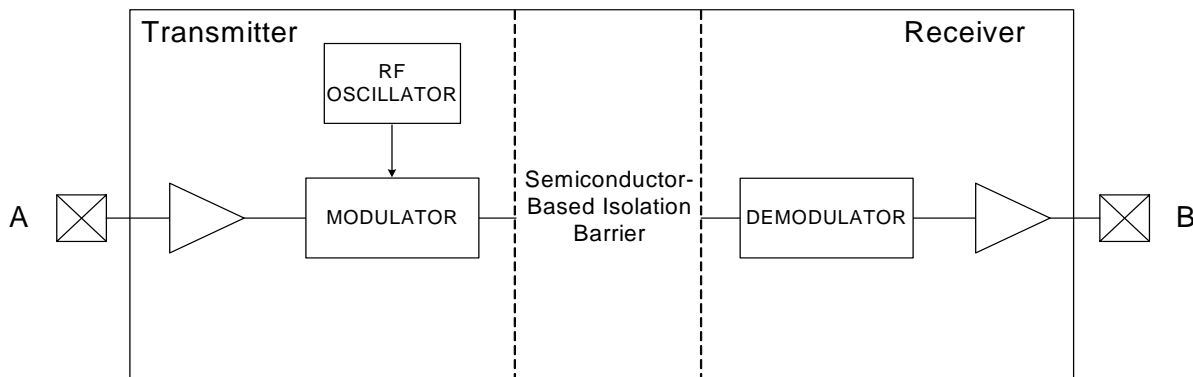 Transmitter
Receiver
RF
OSCILLATOR
A
MODULATOR
Semiconductor-
Based Isolation
Barrier
DEMODULATOR
B